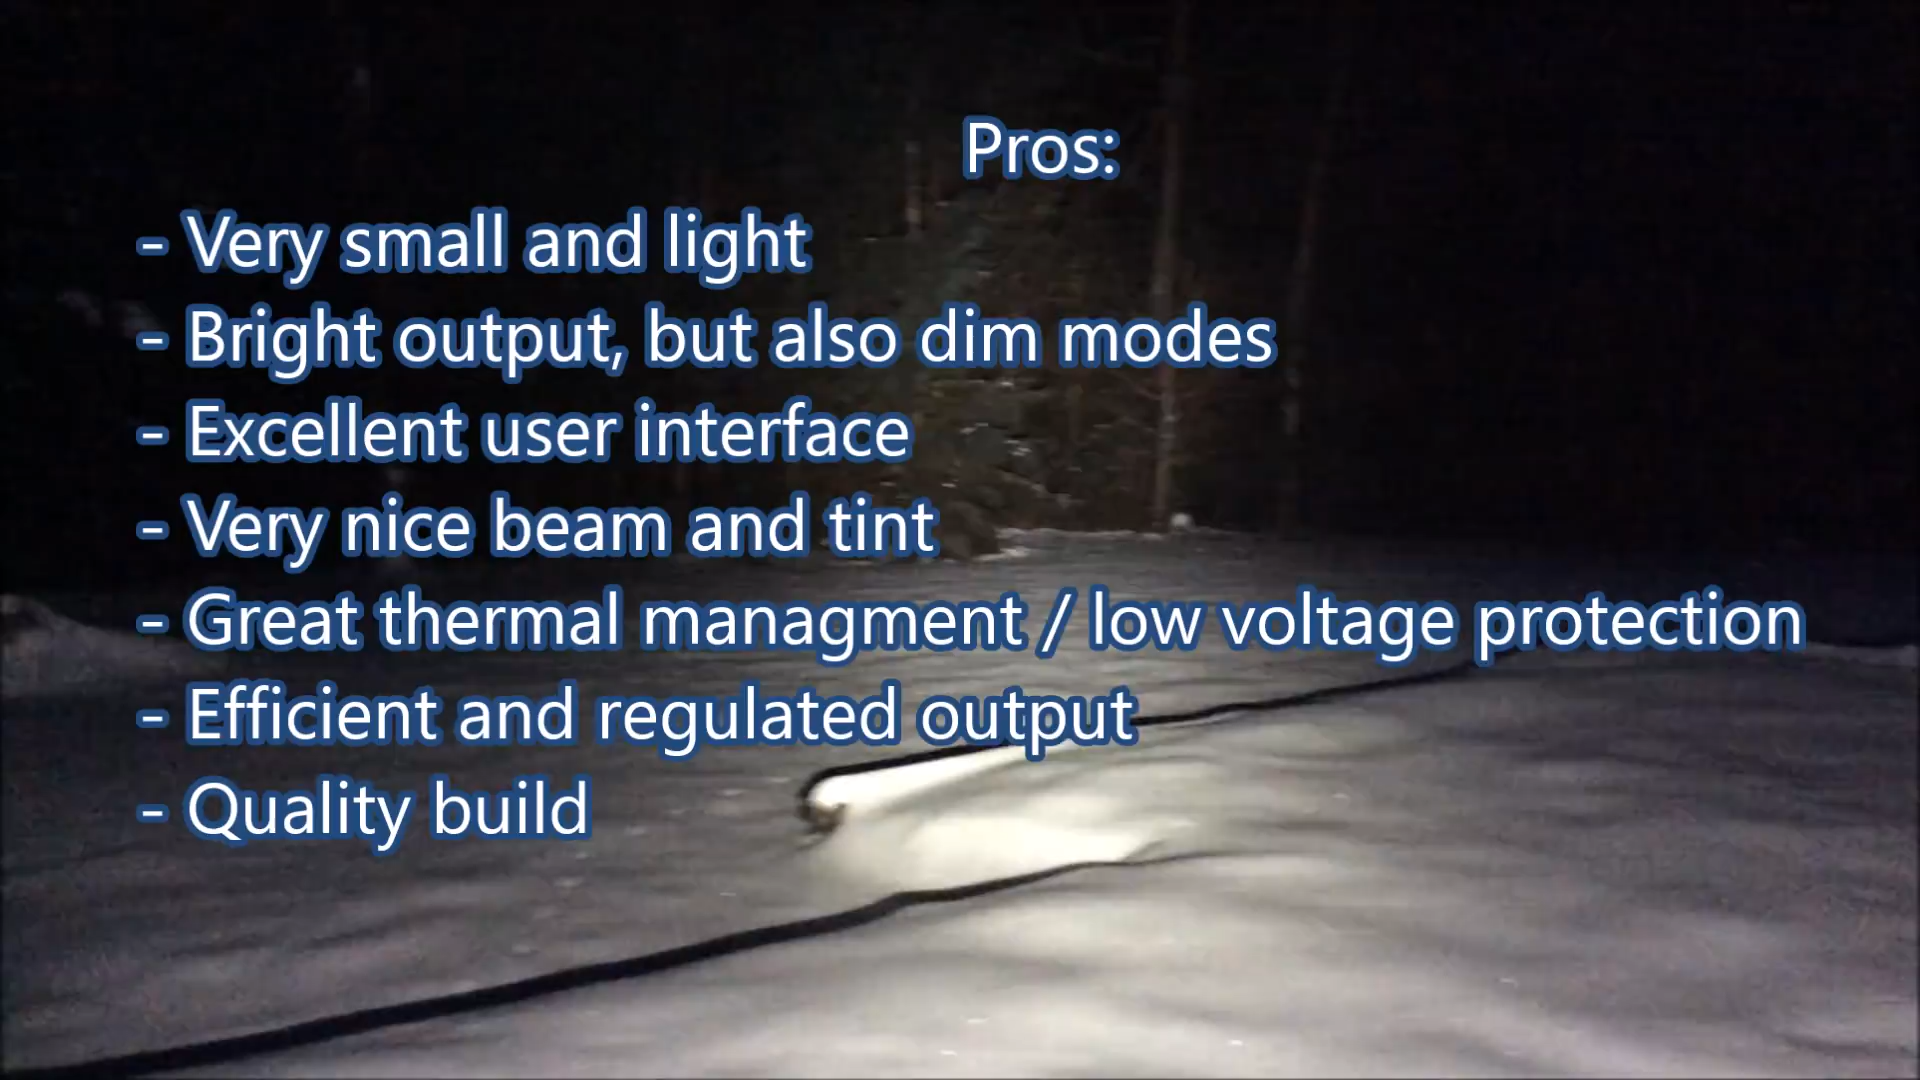 Pros:
- Very small and light
- Bright output, but also dim modes
- Excellent user interface
- Very nice beam and tint
- Great thermal managment / low voltage protection
- Efficient and regulated output
- Quality build